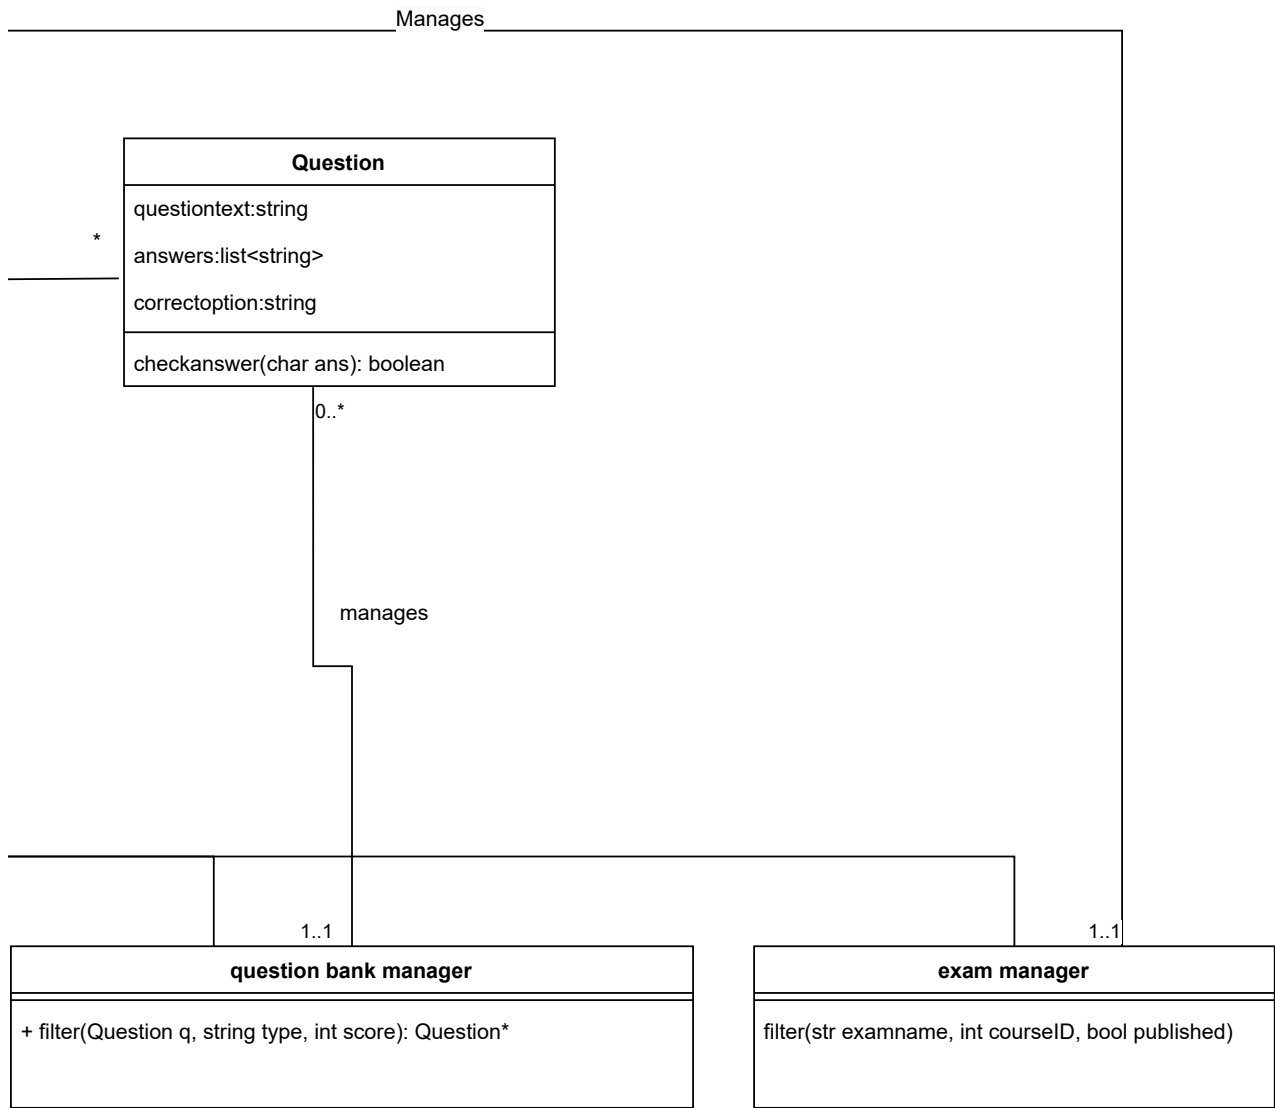 Manages
Question
questiontext:string
*
answers:list<string>
correctoption:string
checkanswer(char ans): boolean
0..*
manages
1..1
1..1
question bank manager
exam manager
+ filter(Question q, string type, int score): Question*
filter(str examname, int courseID, bool published)